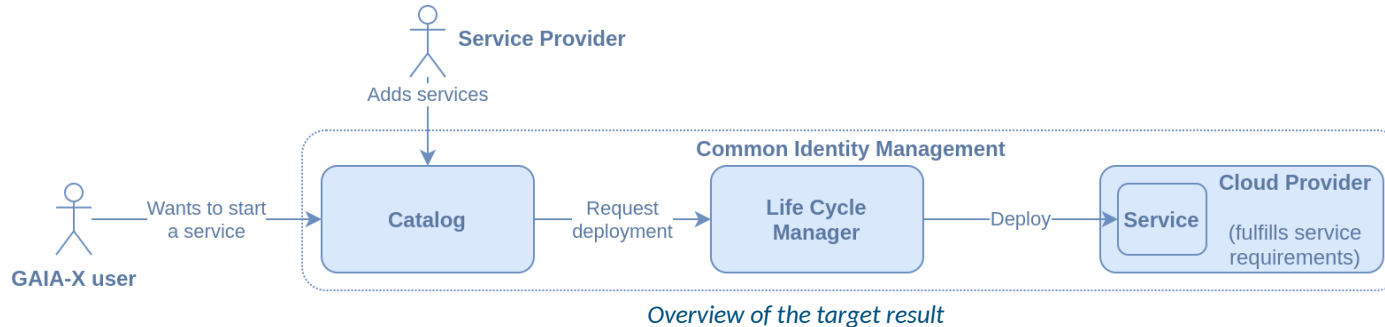 Service Provider
Adds services
Common Identity Management
Wants to start
a service
GAIA-X user
Catalog
Request
deployment
Life Cycle
Manager
Deploy
Service
Cloud Provider
(fulfills service
requirements)
Overview of the target result